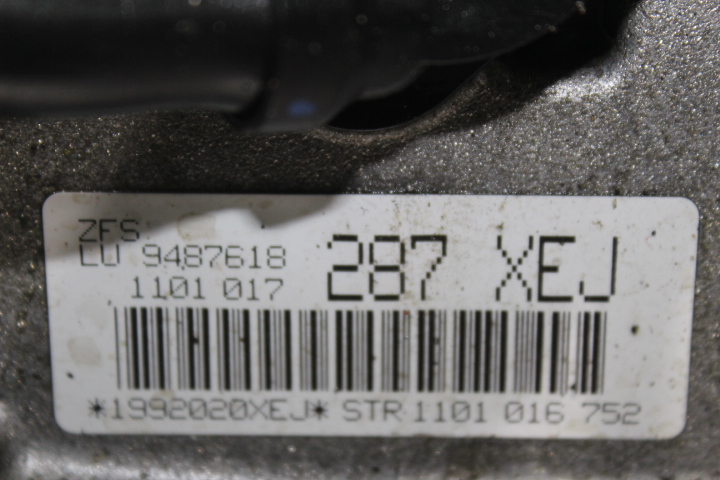 ZFS
LU 9487618 287 XEJ
1101 017
*1992020XEJ* STR 1101 016 752